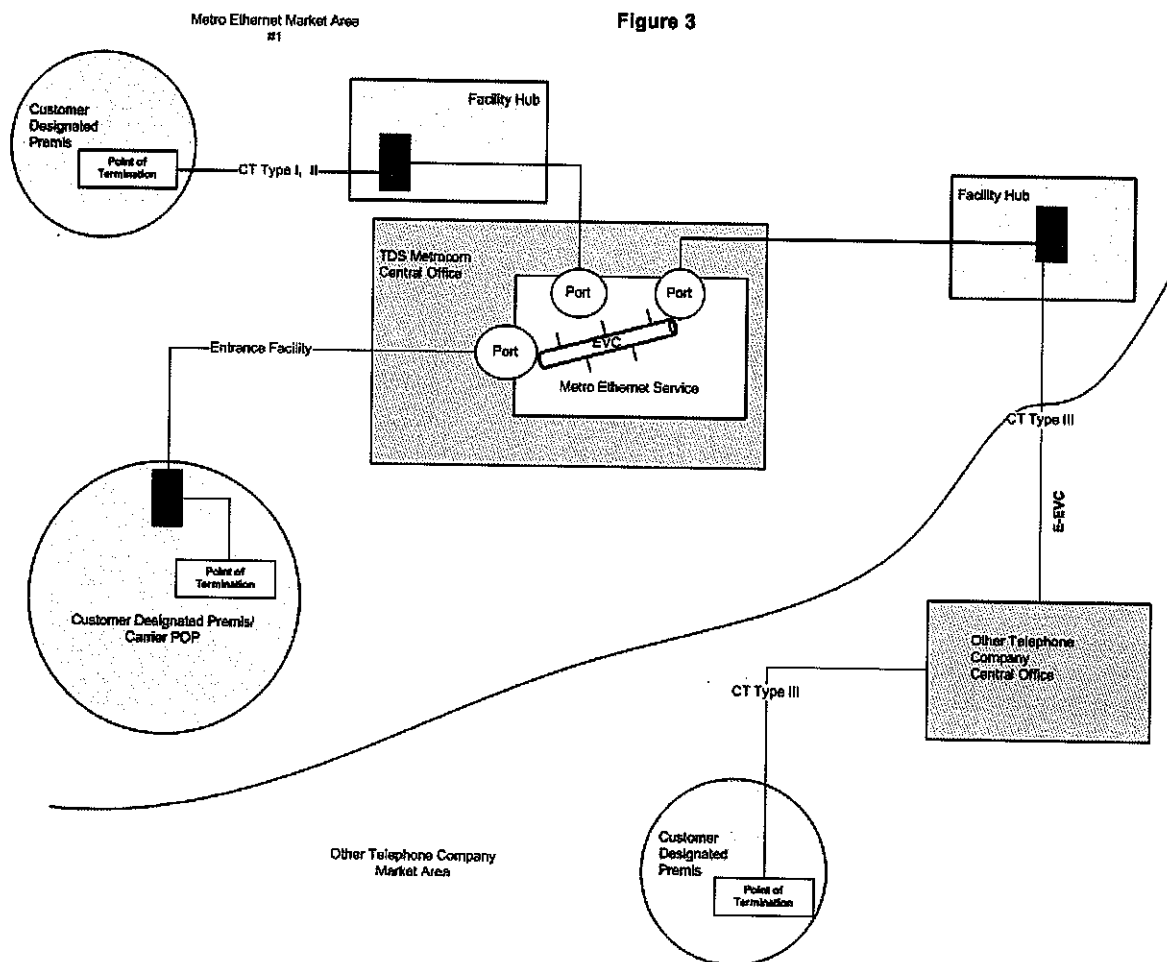 Metro Ethernet Market Area
#1
Figure 3
Customer
Designated
Premis
Point of
Termination
CT Type I, II
Facility Hub
Facility Hub
TDS Metrocom
Central Office
Port
Port
Port
EVC
Metro Ethernet Service
Entrance Facility
Point of
Termination
Customer Designated Premis/
Carrier POP
CT Type III
E-EVC
Other Telephone
Company
Central Office
CT Type III
Customer
Designated
Premis
Point of
Termination
Other Telephone Company
Market Area